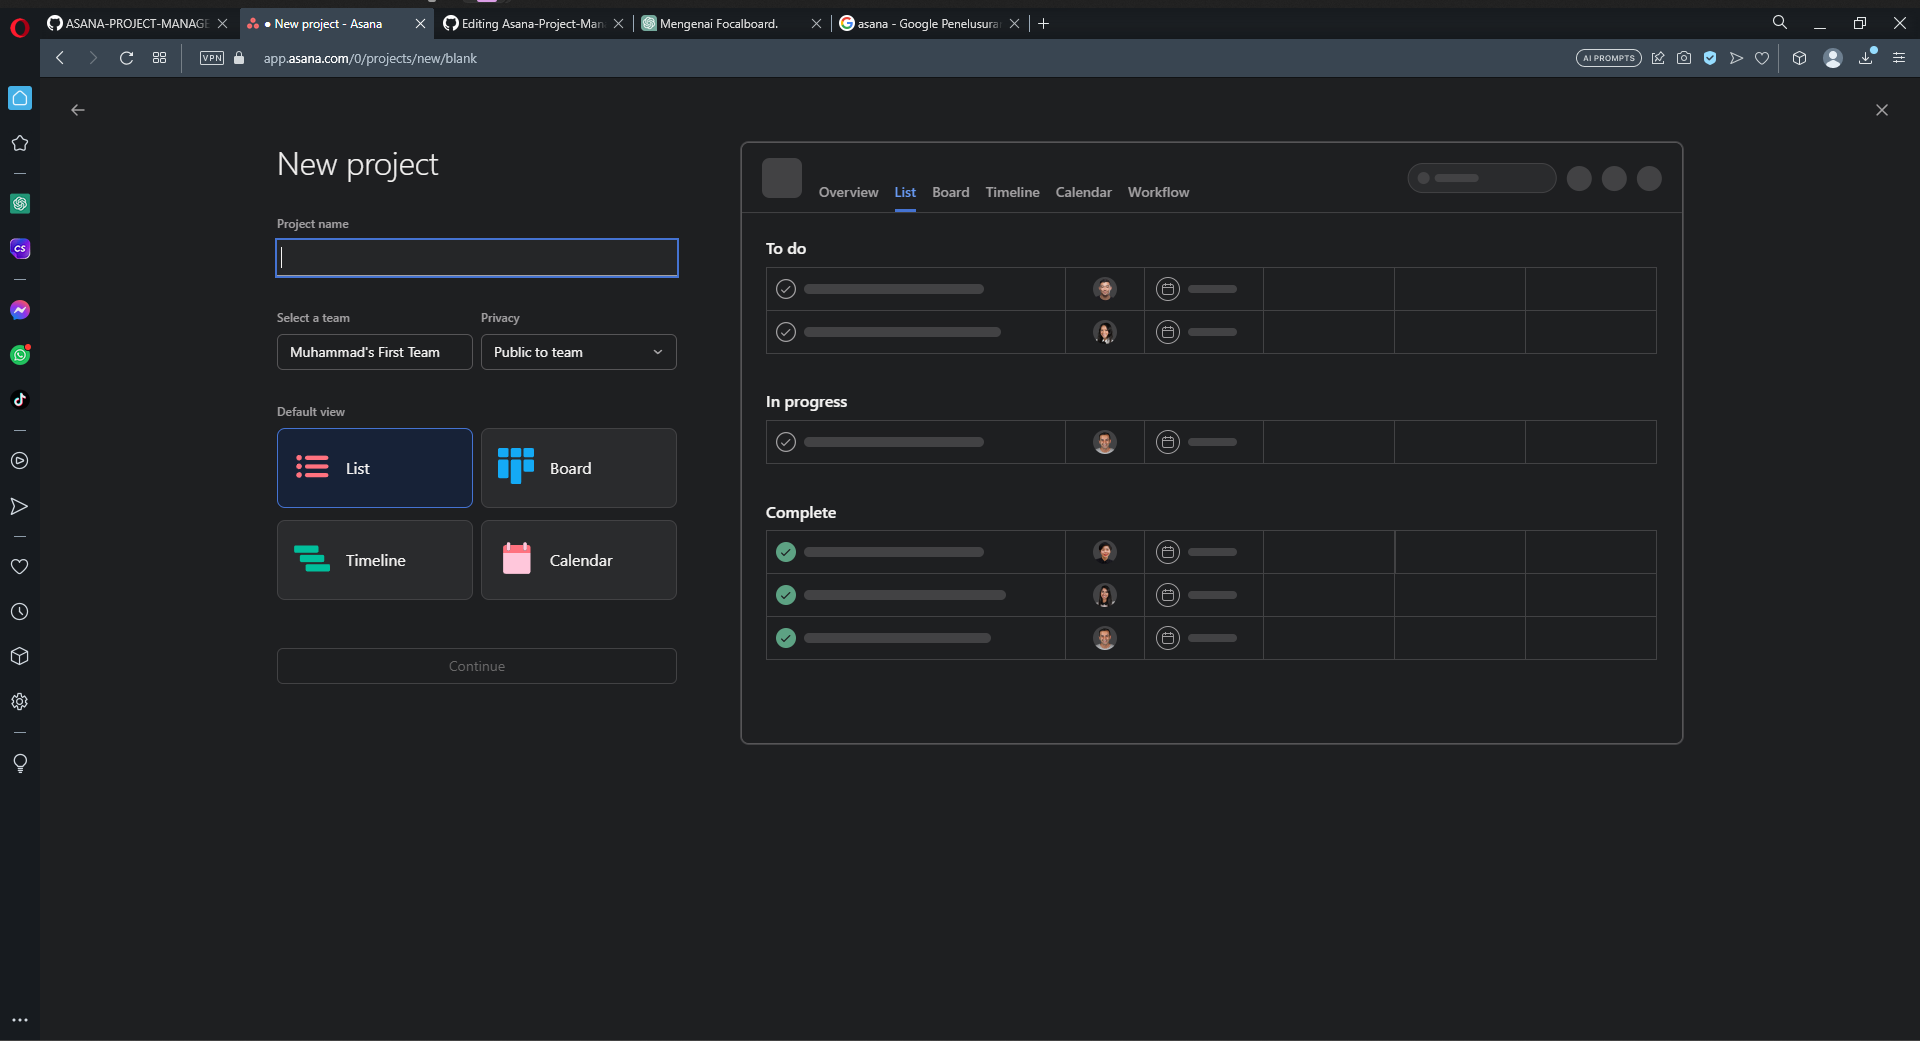 ASANA-PROJECT-MANAGE
New project - Asana
Editing Asana-Project-Man
Mengenai Focalboard.
asana - Google Penelusura
VPN
app.asana.com/0/projects/new/blank
AI PROMPTS
CS
New project
Project name
Select a team
Privacy
Muhammad's First Team
Public to team
Default view
List
Board
Timeline
Calendar
Continue
Overview
List
Board
Timeline
Calendar
Workflow
To do
In progress
Complete